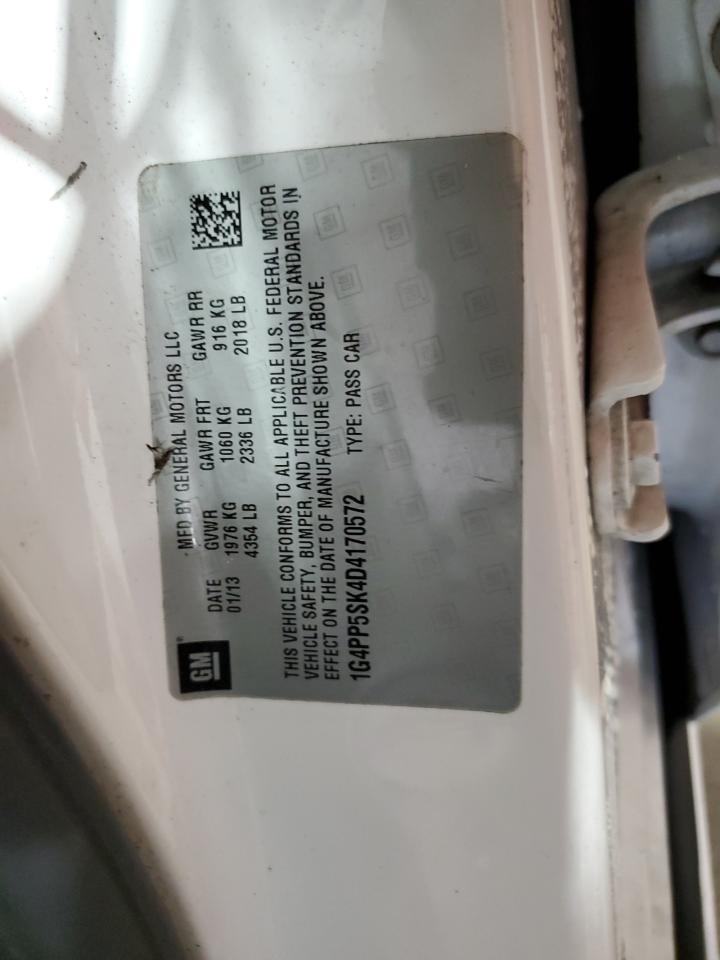 GM®
MFD BY GENERAL MOTORS LLC
DATE GVWR GAWR FRT GAWR RR
01/13 1976 KG 1060 KG 916 KG
4354 LB 2336 LB 2018 LB
THIS VEHICLE CONFORMS TO ALL APPLICABLE U.S. FEDERAL MOTOR
VEHICLE SAFETY, BUMPER, AND THEFT PREVENTION STANDARDS IN
EFFECT ON THE DATE OF MANUFACTURE SHOWN ABOVE.
1G4PP5SK4D4170572 TYPE: PASS CAR